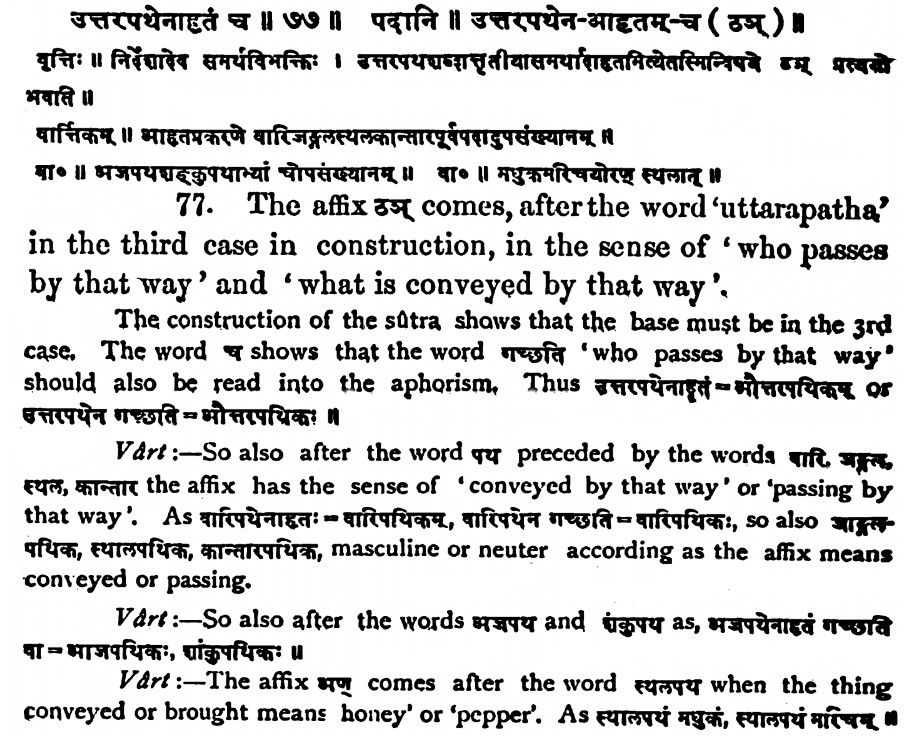 उत्तरपथेनाहृतं च ॥ ७७ ॥ पदानि ॥ उत्तरपथेन-आहृतम्-च ( ठञ् ) ॥
वृत्तिः ॥ निर्देशादेव समर्थविभक्तिः । उत्तरपथशब्दात्तृतीयासमर्थादाहृतमित्येतस्मिन्विषये ठञ् प्रत्ययो
भवति ॥
वार्त्तिकम् ॥ आहृतप्रकरणे वारिजङ्गलस्थलकान्तारपूर्वपदादुपसंख्यानम् ॥
वा० ॥ अजपथशङ्कुपथाभ्यां चोपसंख्यानम् ॥ वा० ॥ मधुकमरिचयोरण् स्थलात् ॥
77. The affix ठञ् comes, after the word 'uttarapatha,'
in the third case in construction, in the sense of 'who passes
by that way' and 'what is conveyed by that way'.
The construction of the sûtra shows that the base must be in the 3rd
case. The word च shows that the word गच्छति 'who passes by that way'
should also be read into the aphorism. Thus उत्तरपथेनाहृतं = औत्तरपथिकम् or
उत्तरपथेन गच्छति = औत्तरपथिकः ॥
Vârt :—So also after the word पथ preceded by the words वारि, जङ्गल,
स्थल, कान्तार the affix has the sense of 'conveyed by that way' or 'passing by
that way'. As वारिपथेनाहृतः = वारिपथिकम्, वारिपथेन गच्छति = वारिपथिकः, so also जाङ्गल-
पथिक, स्थालपथिक, कान्तारपथिक, masculine or neuter according as the affix means
conveyed or passing.
Vârt :—So also after the words अजपथ and शंकुपथ as, अजपथेनाहृतं गच्छति
वा = आजपथिकः, शांकुपथिकः ॥
Vârt :—The affix अण् comes after the word स्थलपथ when the thing
conveyed or brought means honey' or 'pepper'. As स्थालपथं मधुकं, स्थालपथं मरिचम् ॥